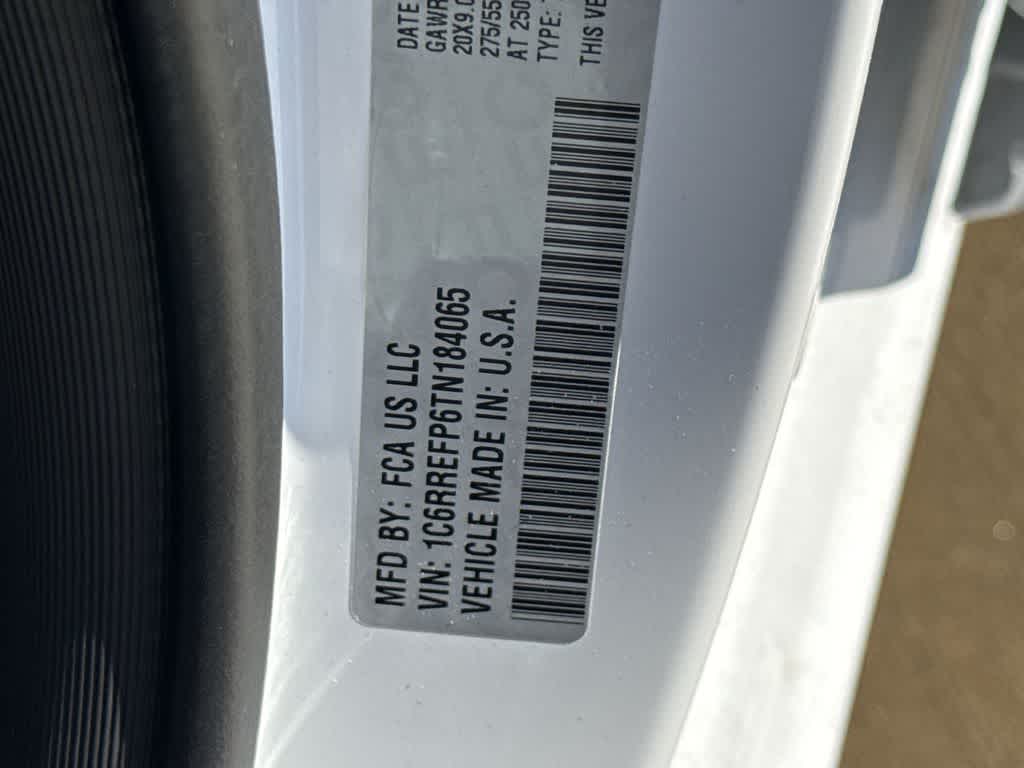 MFD BY: FCA US LLC
VIN: 1C6RREFP6TN184065
VEHICLE MADE IN: U.S.A.
DATE
GAWR
20X9.0
275/55
AT 250
TYPE:
THIS VE